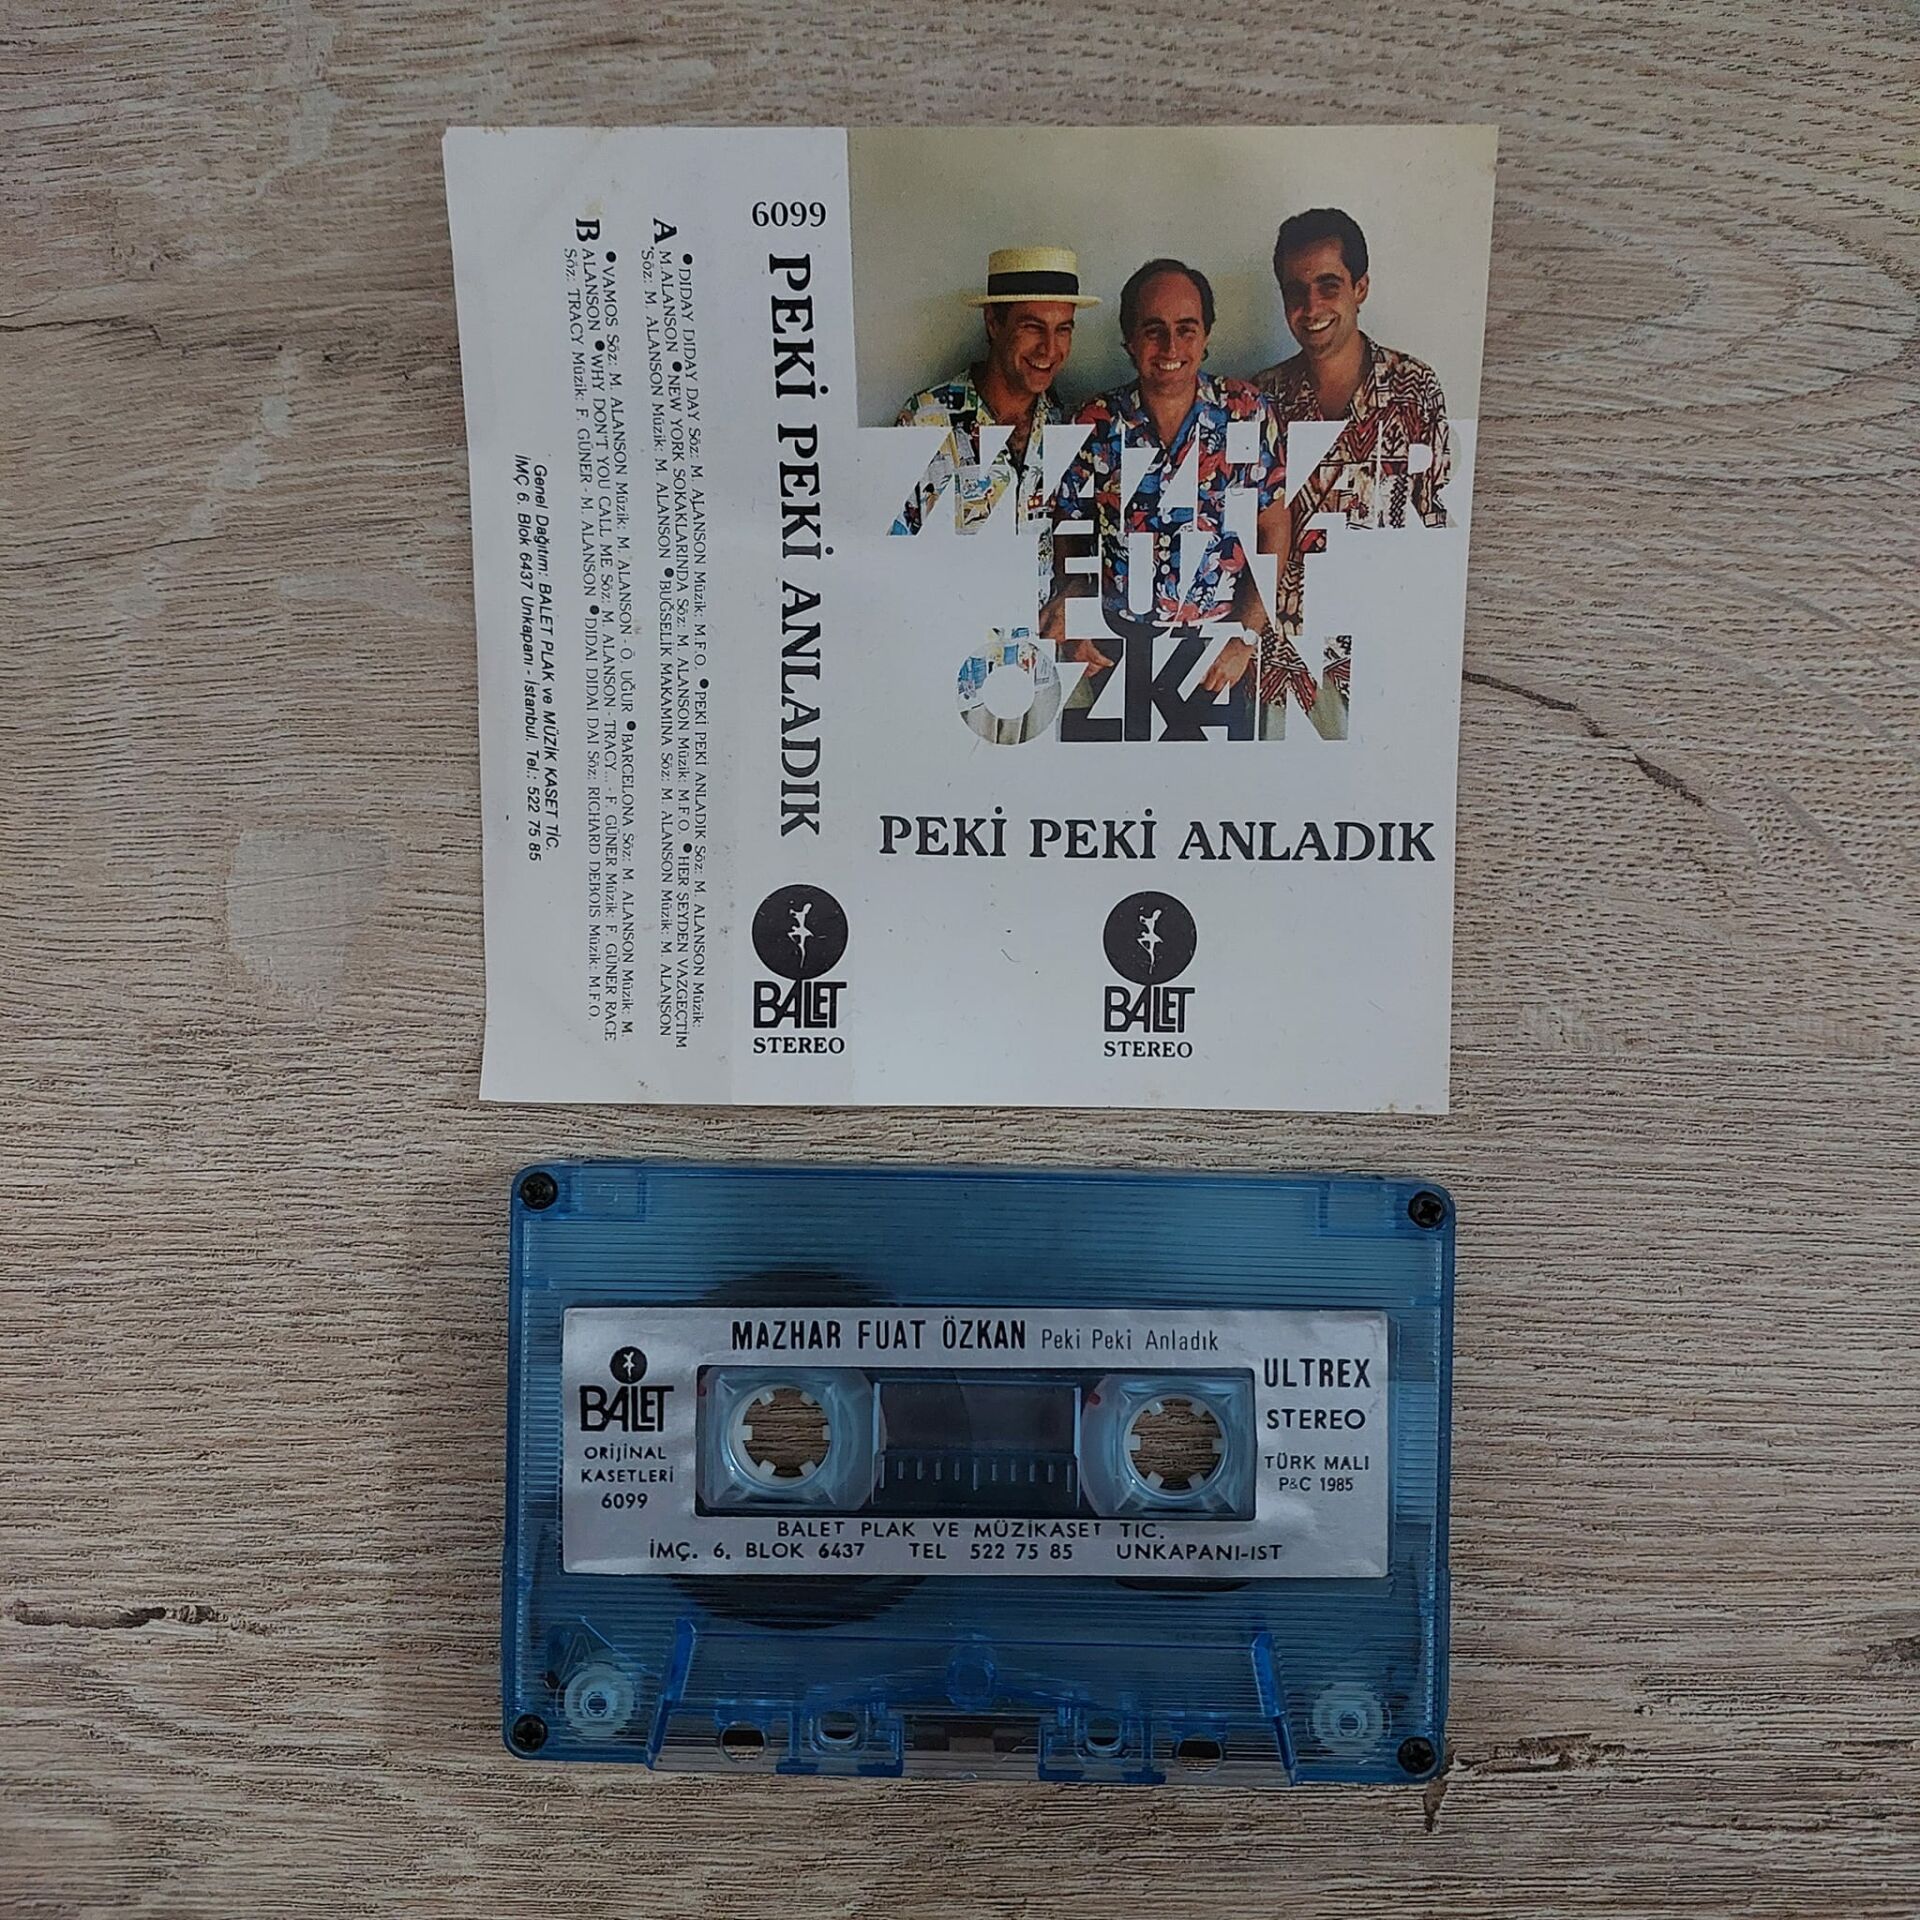 6099
PEKİ PEKİ ANLADIK
BALET
STEREO
A
● DIDAY DIDAY DAY Söz: M. ALANSON Müzik: M.F.O. ● PEKİ PEKİ ANLADIK Söz: M. ALANSON Müzik:
M. ALANSON ● NEW YORK SOKAKLARINDA Söz: M. ALANSON Müzik: M.F.O. ● HER ŞEYDEN VAZGEÇTİM
Söz: M. ALANSON Müzik: M. ALANSON ● BUĞSELIK MAKAMINA Söz: M. ALANSON Müzik: M. ALANSON
B
● VAMOS Söz: M. ALANSON Müzik: M. ALANSON - Ö. UĞUR ● BARCELONA Söz: M. ALANSON Müzik: M.
ALANSON ● WHY DON'T YOU CALL ME Söz: M. ALANSON - TRACY... - F. GÜNER Müzik: F. GÜNER RACE
Söz: TRACY Müzik: F. GÜNER - M. ALANSON ● DIDAI DIDAI DAI Söz: RICHARD DEBOIS Müzik: M.F.O.
Genel Dağıtım: BALET PLAK ve MÜZİK KASET TİC.
İMÇ 6. Blok 6437 Unkapanı - İstanbul. Tel.: 522 75 85
MAZHAR
FUAT
ÖZKAN
PEKİ PEKİ ANLADIK
BALET
STEREO
MAZHAR FUAT ÖZKAN Peki Peki Anladık
BALET
ORİJİNAL
KASETLERİ
6099
ULTREX
STEREO
TÜRK MALI
P&C 1985
BALET PLAK VE MÜZİKASET TİC.
İMÇ. 6. BLOK 6437 TEL 522 75 85 UNKAPANI-IST